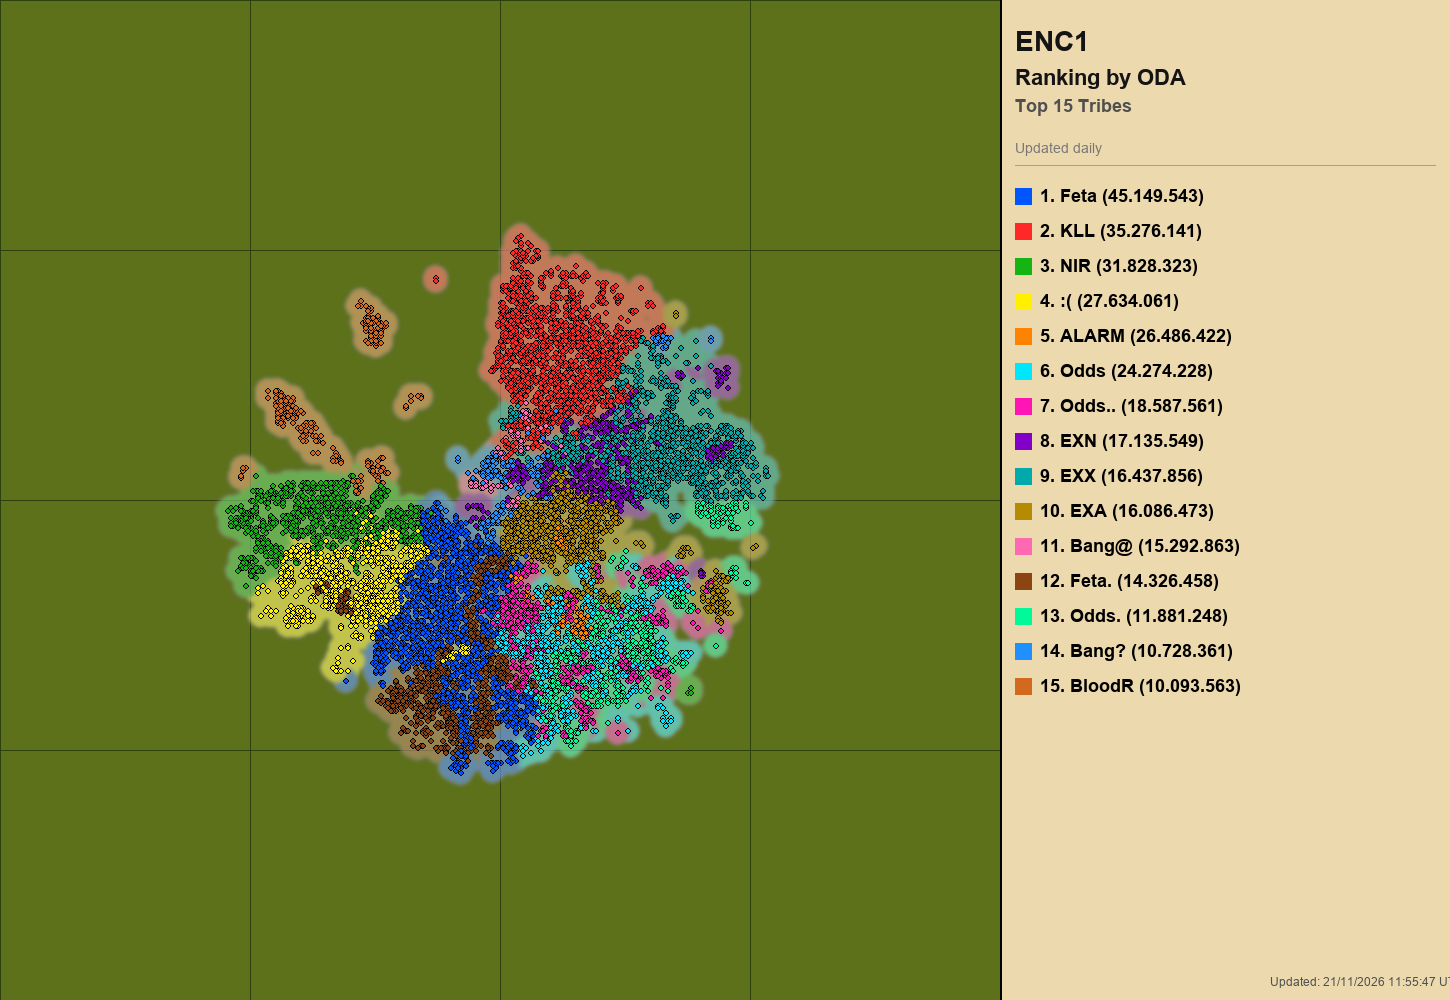 ENC1
Ranking by ODA
Top 15 Tribes
Updated daily
1. Feta (45.149.543)
2. KLL (35.276.141)
3. NIR (31.828.323)
4. :( (27.634.061)
5. ALARM (26.486.422)
6. Odds (24.274.228)
7. Odds.. (18.587.561)
8. EXN (17.135.549)
9. EXX (16.437.856)
10. EXA (16.086.473)
11. Bang@ (15.292.863)
12. Feta. (14.326.458)
13. Odds. (11.881.248)
14. Bang? (10.728.361)
15. BloodR (10.093.563)
Updated: 21/11/2026 11:55:47 U